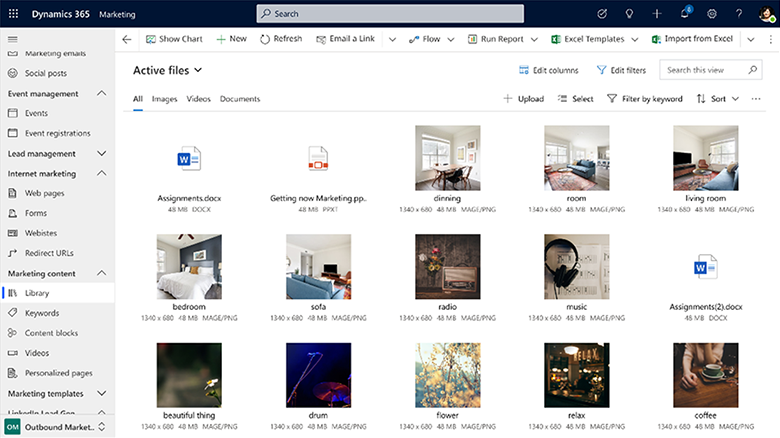 Dynamics 365 Marketing Search 8 ?
Show Chart New Refresh Email a Link Flow Run Report Excel Templates Import from Excel
Marketing emails
Social posts
Event management
Events
Event registrations
Lead management
Internet marketing
Web pages
Forms
Webistes
Redirect URLs
Marketing content
Library
Keywords
Content blocks
Videos
Personalized pages
Marketing templates
LinkedIn Lead Gen
OM Outbound Market..
Active files Edit columns Edit filters Search this view
All Images Videos Documents Upload Select Filter by keyword Sort ...
W
Assignments.docx Getting now Marketing.pp.. dinning room living room
48 MB DOCX 48 MB PPXT 1340 x 680 48 MB MAGE/PNG 1340 x 680 48 MB MAGE/PNG 1340 x 680 48 MB MAGE/PNG
W
bedroom sofa radio music Assignments(2).docx
1340 x 680 48 MB MAGE/PNG 1340 x 680 48 MB MAGE/PNG 1340 x 680 48 MB MAGE/PNG 1340 x 680 48 MB MAGE/PNG 48 MB DOCX
RELAX
beautiful thing drum flower relax coffee
1340 x 680 48 MB MAGE/PNG 1340 x 680 48 MB MAGE/PNG 1340 x 680 48 MB MAGE/PNG 1340 x 680 48 MB MAGE/PNG 1340 x 680 48 MB MAGE/PNG